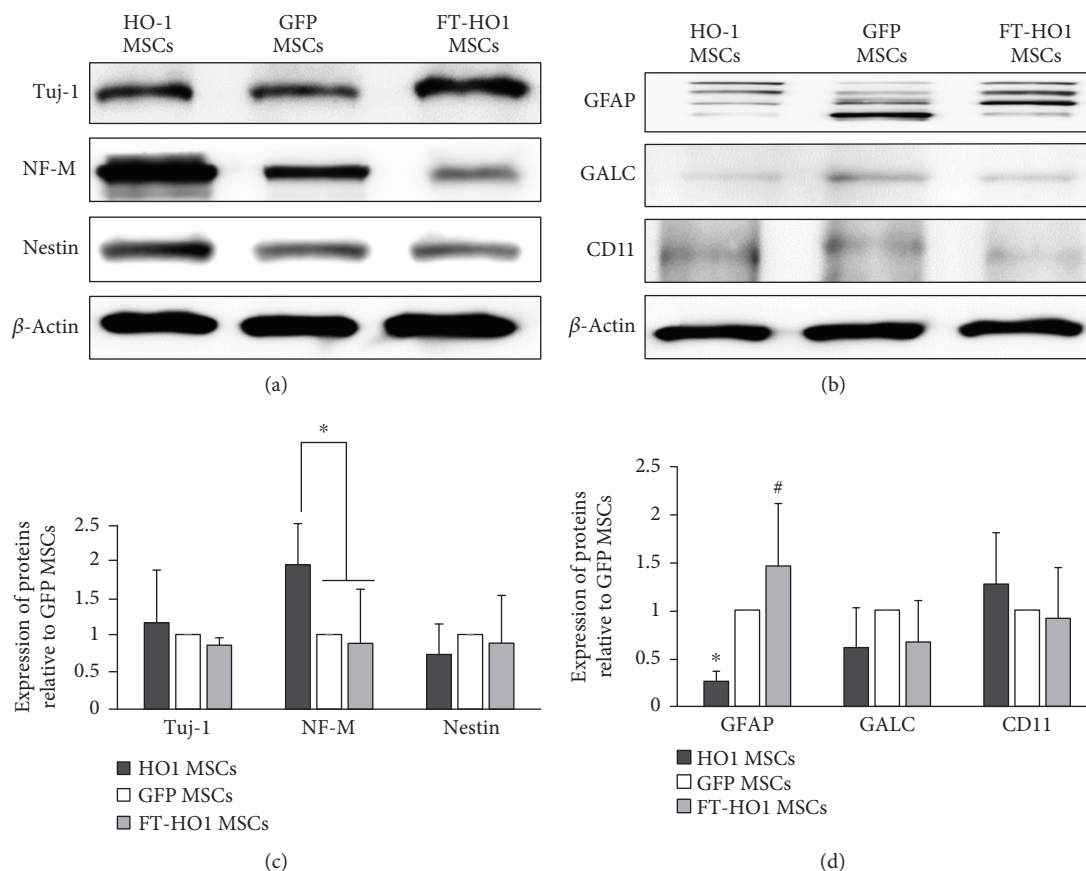 HO-1 MSCs
GFP MSCs
FT-HO1 MSCs
Tuj-1
NF-M
Nestin
β-Actin
(a)
HO-1 MSCs
GFP MSCs
FT-HO1 MSCs
GFAP
GALC
CD11
β-Actin
(b)
Expression of proteins
relative to GFP MSCs
2.5
2
1.5
1
0.5
0
*
Tuj-1
NF-M
Nestin
HO1 MSCs
GFP MSCs
FT-HO1 MSCs
(c)
Expression of proteins
relative to GFP MSCs
2.5
2
1.5
1
0.5
0
*
#
GFAP
GALC
CD11
HO1 MSCs
GFP MSCs
FT-HO1 MSCs
(d)